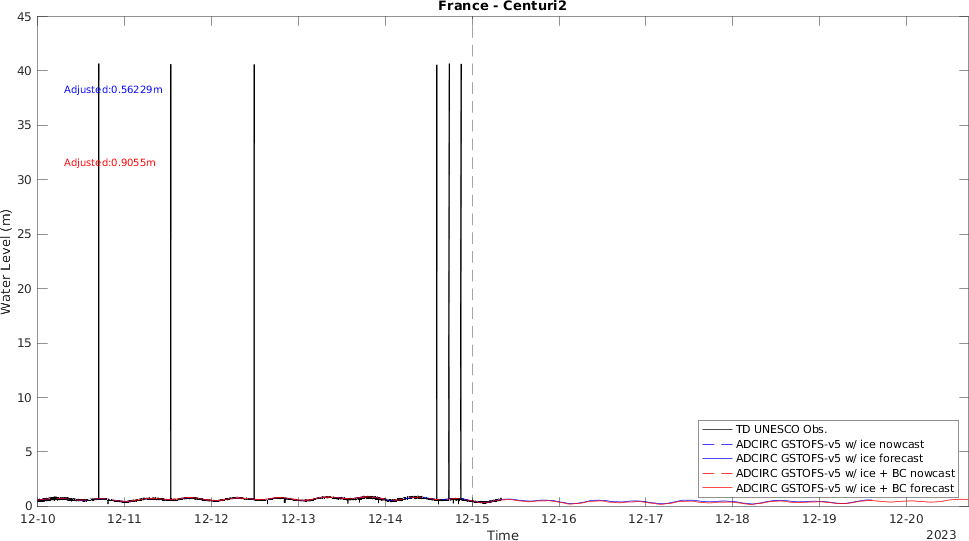 France - Centuri2
45
40
35
30
25
20
15
10
5
0
Water Level (m)
Adjusted:0.56229m
Adjusted:0.9055m
TD UNESCO Obs.
ADCIRC GSTOFS-v5 w/ ice nowcast
ADCIRC GSTOFS-v5 w/ ice forecast
ADCIRC GSTOFS-v5 w/ ice + BC nowcast
ADCIRC GSTOFS-v5 w/ ice + BC forecast
12-10 12-11 12-12 12-13 12-14 12-15 12-16 12-17 12-18 12-19 12-20
Time
2023